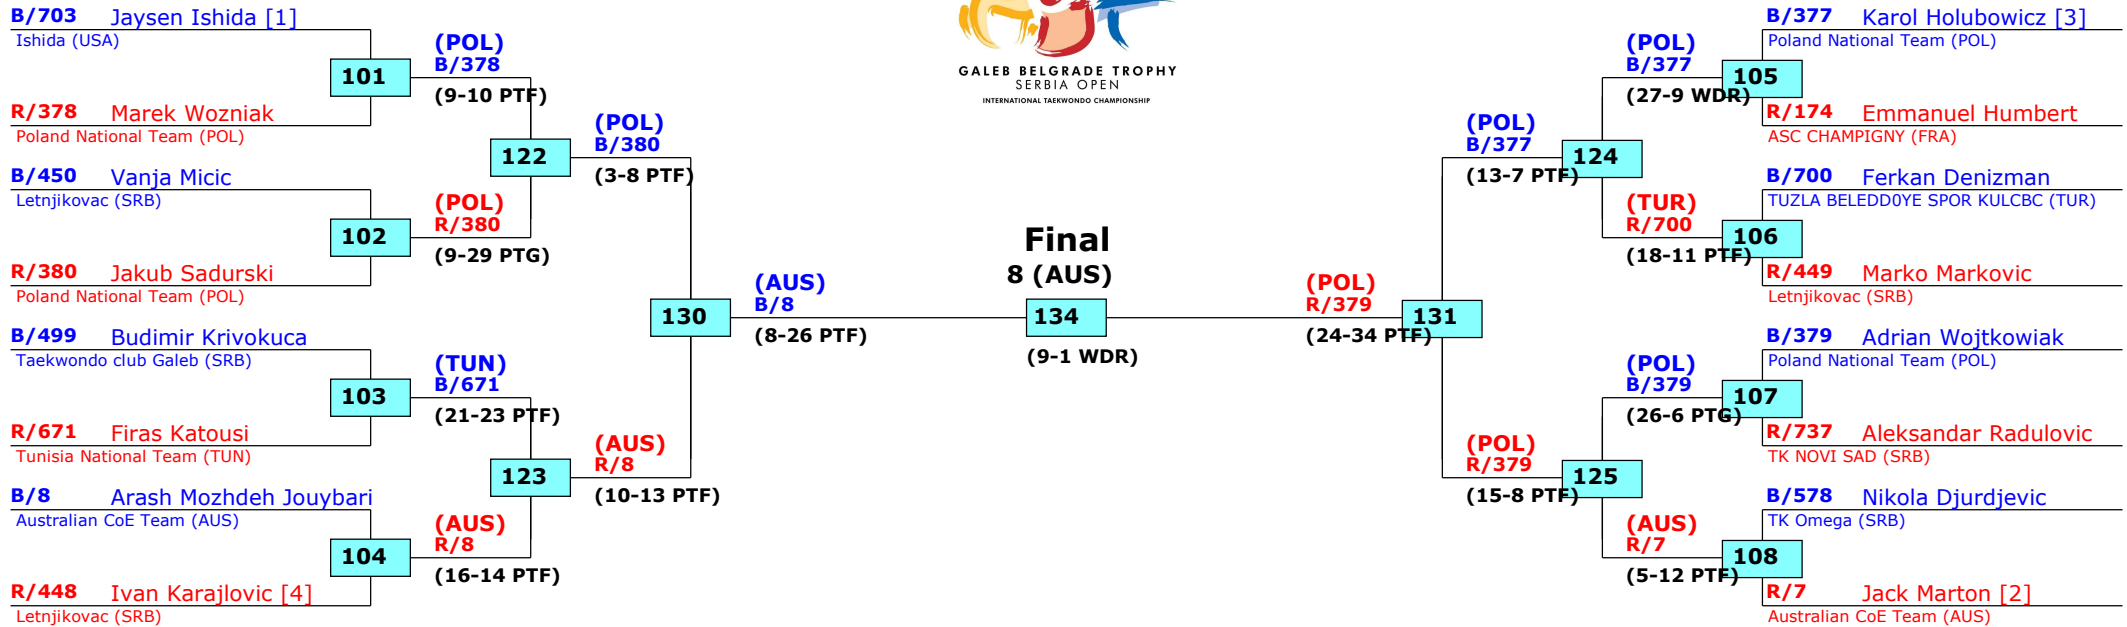 B/703 Jaysen Ishida [1]
Ishida (USA)
101
R/378 Marek Wozniak
Poland National Team (POL)
(POL)
B/378
(9-10 PTF)
122
B/450 Vanja Micic
Letnjikovac (SRB)
102
R/380 Jakub Sadurski
Poland National Team (POL)
(POL)
R/380
(9-29 PTG)
(POL)
B/380
(3-8 PTF)
130
B/499 Budimir Krivokuca
Taekwondo club Galeb (SRB)
103
R/671 Firas Katousi
Tunisia National Team (TUN)
(TUN)
B/671
(21-23 PTF)
123
B/8 Arash Mozhdeh Jouybari
Australian CoE Team (AUS)
104
R/448 Ivan Karajlovic [4]
Letnjikovac (SRB)
(AUS)
R/8
(16-14 PTF)
(AUS)
R/8
(10-13 PTF)
(AUS)
B/8
(8-26 PTF)
GALEB BELGRADE TROPHY
SERBIA OPEN
INTERNATIONAL TAEKWONDO CHAMPIONSHIP
Final
8 (AUS)
134
(9-1 WDR)
(POL)
R/379
(24-34 PTF)
131
(POL)
B/377
(13-7 PTF)
124
(POL)
B/377
(27-9 WDR)
105
B/377 Karol Holubowicz [3]
Poland National Team (POL)
R/174 Emmanuel Humbert
ASC CHAMPIGNY (FRA)
(TUR)
R/700
(18-11 PTF)
106
B/700 Ferkan Denizman
TUZLA BELEDD0YE SPOR KULCBC (TUR)
R/449 Marko Markovic
Letnjikovac (SRB)
(POL)
R/379
(15-8 PTF)
125
(POL)
B/379
(26-6 PTG)
107
B/379 Adrian Wojtkowiak
Poland National Team (POL)
R/737 Aleksandar Radulovic
TK NOVI SAD (SRB)
(AUS)
R/7
(5-12 PTF)
108
B/578 Nikola Djurdjevic
TK Omega (SRB)
R/7 Jack Marton [2]
Australian CoE Team (AUS)